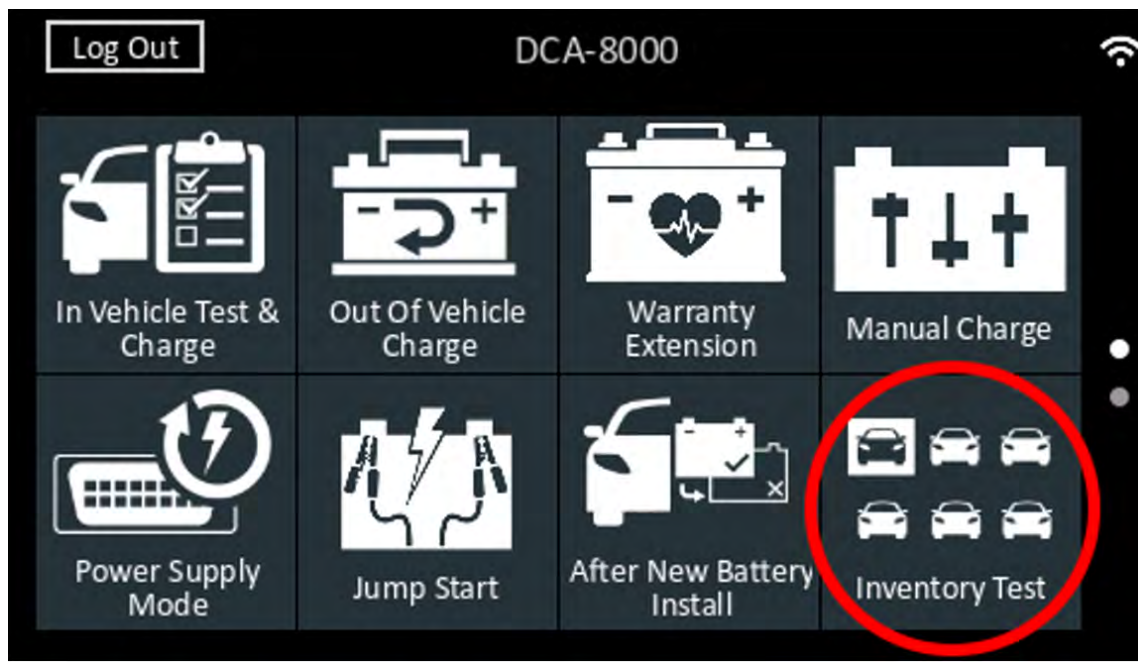 Log Out
DCA-8000
In Vehicle Test &
Charge
Out Of Vehicle
Charge
Warranty
Extension
Manual Charge
Power Supply
Mode
Jump Start
After New Battery
Install
Inventory Test